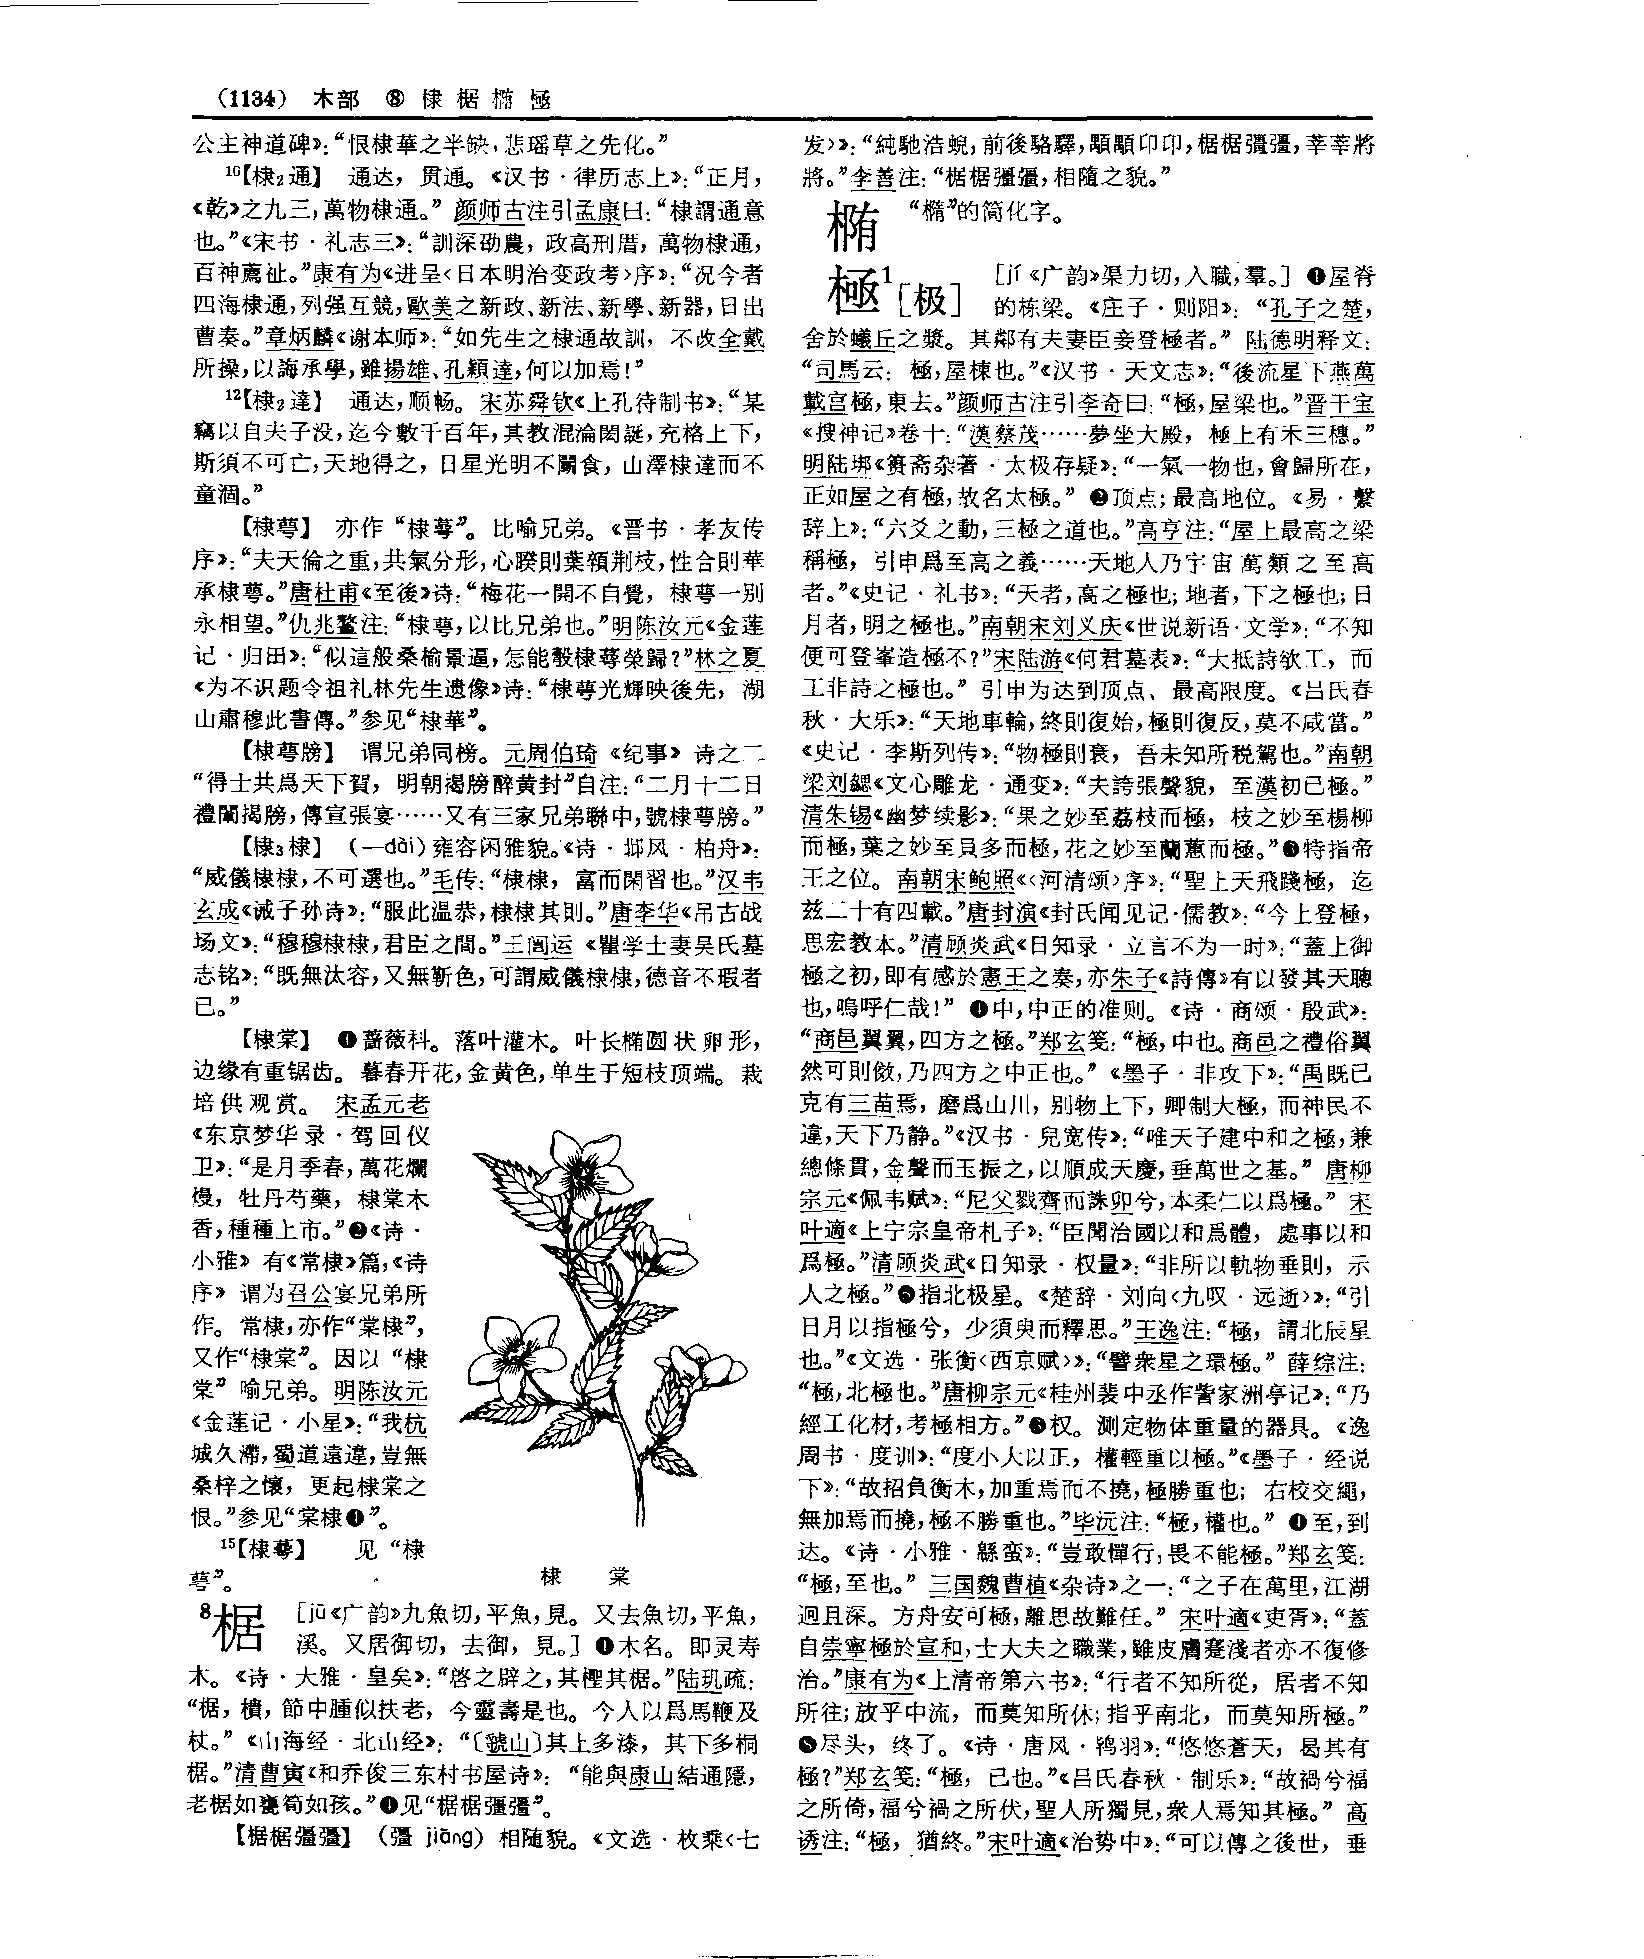 (1134) 木部 ⑧ 棣椐椭極
公主神道碑》：“恨棣華之半缺，悲瑶草之先化。”
10【棣2通】 通达，贯通。《汉书·律历志上》：“正月，
《乾》之九三，萬物棣通。”颜师古注引孟康曰：“棣謂通意
也。”《宋书·礼志三》：“訓深劭農，政高刑厝，萬物棣通，
百神薦祉。”康有为《进呈〈日本明治变政考〉序》：“况今者
四海棣通，列强互競，歐美之新政、新法、新學、新器，日出
曹奏。”章炳麟《谢本师》：“如先生之棣通故訓，不改全戴
所操，以誨承學，雖揚雄、孔穎達，何以加焉！”
12【棣2達】 通达，顺畅。宋苏舜钦《上孔待制书》：“某
竊以自夫子没，迄今數千百年，其教混淪閎誕，充格上下，
斯須不可亡，天地得之，日星光明不鬭食，山澤棣達而不
童涸。”
【棣萼】 亦作“棣蕚”。比喻兄弟。《晋书·孝友传
序》：“夫天倫之重，共氣分形，心睽則葉顇荆枝，性合則華
承棣萼。”唐杜甫《至後》诗：“梅花一開不自覺，棣萼一别
永相望。”仇兆鳌注：“棣萼，以比兄弟也。”明陈汝元《金莲
记·归田》：“似這般桑榆景逼，怎能彀棣萼榮歸？”林之夏
《为不识题令祖礼林先生遗像》诗：“棣萼光輝映後先，湖
山肅穆此書傳。”参见“棣華”。
【棣萼牓】 谓兄弟同榜。元周伯琦《纪事》诗之二
“得士共爲天下賀，明朝揭牓醉黄封”自注：“二月十二日
禮闈揭牓，傳宣張宴……又有三家兄弟聯中，號棣萼牓。”
【棣3棣】 (—dài)雍容闲雅貌。《诗·邶风·柏舟》：
“威儀棣棣，不可選也。”毛传：“棣棣，富而閑習也。”汉韦
玄成《诫子孙诗》：“服此温恭，棣棣其則。”唐李华《吊古战
场文》：“穆穆棣棣，君臣之間。”王闿运《瞿学士妻吴氏墓
志铭》：“既無汰容，又無靳色，可謂威儀棣棣，德音不瑕者
已。”
【棣棠】 ❶蔷薇科。落叶灌木。叶长椭圆状卵形，
边缘有重锯齿。暮春开花，金黄色，单生于短枝顶端。栽
培供观赏。宋孟元老
《东京梦华录·驾回仪
卫》：“是月季春，萬花爛
熳，牡丹芍藥，棣棠木
香，種種上市。”❷《诗·
小雅》有《常棣》篇，《诗
序》谓为召公宴兄弟所
作。常棣，亦作“棠棣”，
又作“棣棠”。因以“棣
棠”喻兄弟。明陈汝元
《金莲记·小星》：“我杭
城久滯，蜀道遠違，豈無
桑梓之懷，更起棣棠之
恨。”参见“棠棣❶”。
15【棣蕚】 见“棣
萼”。
棣棠
8椐 [jū《广韵》九魚切，平魚，見。又去魚切，平魚，
溪。又居御切，去御，見。]❶木名。即灵寿
木。《诗·大雅·皇矣》：“啓之辟之，其檉其椐。”陆玑疏：
“椐，樻，節中腫似扶老，今靈壽是也。今人以爲馬鞭及
杖。”《山海经·北山经》：“〔虢山〕其上多漆，其下多桐
椐。”清曹寅《和乔俊三东村书屋诗》：“能與康山結通隱，
老椐如甕筍如孩。”❷见“椐椐彊彊”。
【椐椐彊彊】 (彊 jiāng)相随貌。《文选·枚乘〈七
发〉》：“純馳浩蜺，前後駱驛，顒顒卬卬，椐椐彊彊，莘莘將
將。”李善注：“椐椐彊彊，相隨之貌。”
椭 “橢”的简化字。
極1[极] [jí《广韵》渠力切，入職，羣。]❶屋脊
的栋梁。《庄子·则阳》：“孔子之楚，
舍於蟻丘之漿。其鄰有夫妻臣妾登極者。”陆德明释文：
“司馬云：極，屋棟也。”《汉书·天文志》：“後流星下燕萬
載宫極，東去。”颜师古注引李奇曰：“極，屋梁也。”晋干宝
《搜神记》卷十：“漢蔡茂……夢坐大殿，極上有禾三穗。”
明陆垹《篑斋杂著·太极存疑》：“一氣一物也，會歸所在，
正如屋之有極，故名太極。”❷顶点；最高地位。《易·繫
辞上》：“六爻之動，三極之道也。”高亨注：“屋上最高之梁
稱極，引申爲至高之義……天地人乃宇宙萬類之至高
者。”《史记·礼书》：“天者，高之極也；地者，下之極也；日
月者，明之極也。”南朝宋刘义庆《世说新语·文学》：“不知
便可登峯造極不？”宋陆游《何君墓表》：“大抵詩欲工，而
工非詩之極也。”引申为达到顶点、最高限度。《吕氏春
秋·大乐》：“天地車輪，終則復始，極則復反，莫不咸當。”
《史记·李斯列传》：“物極則衰，吾未知所税駕也。”南朝
梁刘勰《文心雕龙·通变》：“夫誇張聲貌，至漢初已極。”
清朱锡《幽梦续影》：“果之妙至荔枝而極，枝之妙至楊柳
而極，葉之妙至貝多而極，花之妙至蘭蕙而極。”❸特指帝
王之位。南朝宋鲍照《〈河清颂〉序》：“聖上天飛踐極，迄
兹二十有四載。”唐封演《封氏闻见记·儒教》：“今上登極，
思宏教本。”清顾炎武《日知录·立言不为一时》：“蓋上御
極之初，即有感於憲王之奏，亦朱子《詩傳》有以發其天聰
也，嗚呼仁哉！”❹中，中正的准则。《诗·商颂·殷武》：
“商邑翼翼，四方之極。”郑玄笺：“極，中也。商邑之禮俗翼
然可則倣，乃四方之中正也。”《墨子·非攻下》：“禹既已
克有三苗焉，磨爲山川，别物上下，卿制大極，而神民不
違，天下乃静。”《汉书·兒宽传》：“唯天子建中和之極，兼
總條貫，金聲而玉振之，以順成天慶，垂萬世之基。”唐柳
宗元《佩韦赋》：“尼父戮齊而誅卯兮，本柔仁以爲極。”宋
叶適《上宁宗皇帝札子》：“臣聞治國以和爲體，處事以和
爲極。”清顾炎武《日知录·权量》：“非所以軌物垂則，示
人之極。”❺指北极星。《楚辞·刘向〈九叹·远逝〉》：“引
日月以指極兮，少須臾而釋思。”王逸注：“極，謂北辰星
也。”《文选·张衡〈西京赋〉》：“譬衆星之環極。”薛综注：
“極，北極也。”唐柳宗元《桂州裴中丞作訾家洲亭记》：“乃
經工化材，考極相方。”❻权。测定物体重量的器具。《逸
周书·度训》：“度小大以正，權輕重以極。”《墨子·经说
下》：“故招負衡木，加重焉而不撓，極勝重也；右校交繩，
無加焉而撓，極不勝重也。”毕沅注：“極，權也。”❼至，到
达。《诗·小雅·緜蛮》：“豈敢憚行，畏不能極。”郑玄笺：
“極，至也。”三国魏曹植《杂诗》之一：“之子在萬里，江湖
迥且深。方舟安可極，離思故難任。”宋叶適《吏胥》：“蓋
自崇寧極於宣和，士大夫之職業，雖皮膚蹇淺者亦不復修
治。”康有为《上清帝第六书》：“行者不知所從，居者不知
所往；放乎中流，而莫知所休；指乎南北，而莫知所極。”
❽尽头，终了。《诗·唐风·鸨羽》：“悠悠蒼天，曷其有
極？”郑玄笺：“極，已也。”《吕氏春秋·制乐》：“故禍兮福
之所倚，福兮禍之所伏，聖人所獨見，衆人焉知其極。”高
诱注：“極，猶終。”宋叶適《治势中》：“可以傳之後世，垂